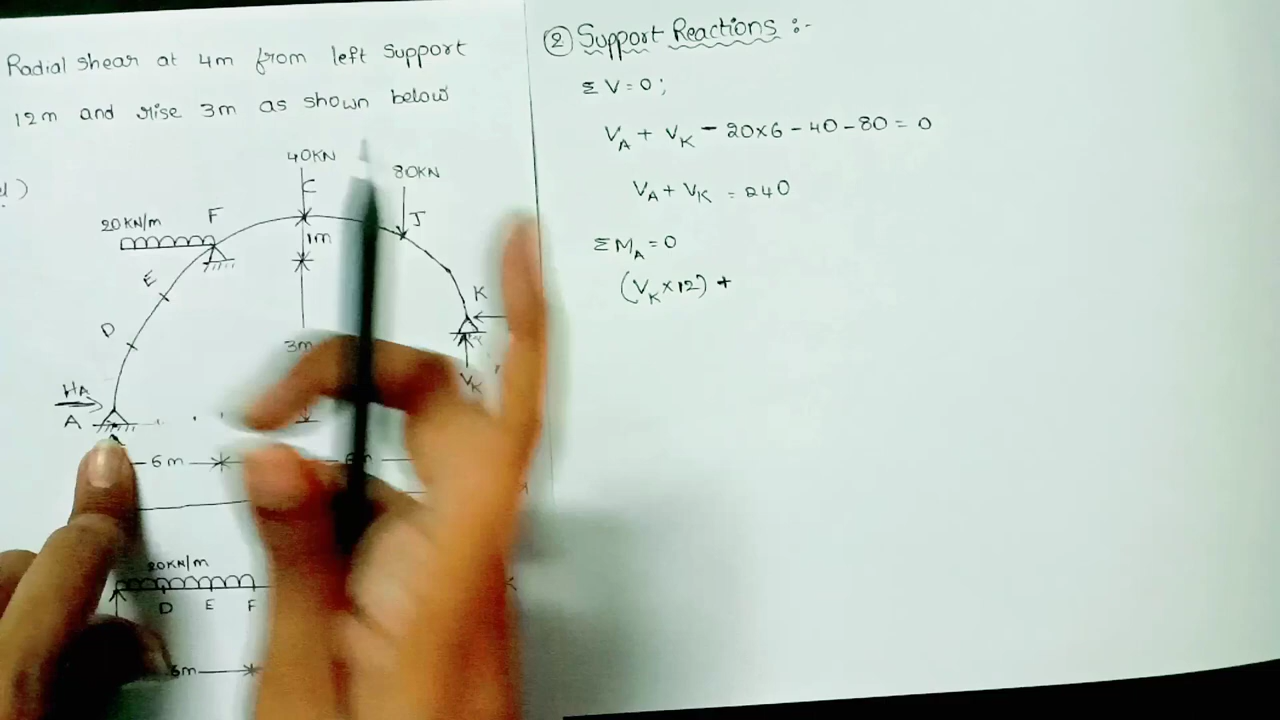 Radial shear at 4m from left support
12m and rise 3m as shown below
40KN
C
80KN
20KN/m
F
J
1m
E
K
D
3m
HA
A
VK
6m
20KN/m
D E F
② Support Reactions :-
ΣV=0;
VA + VK - 20×6 - 40 - 80 = 0
VA + VK = 240
ΣMA = 0
(VK×12) +